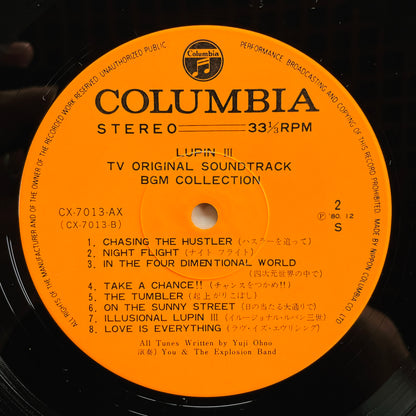 ALL RIGHTS OF THE MANUFACTURER AND OF THE OWNER OF THE RECORDED WORK RESERVED. UNAUTHORIZED PUBLIC
PERFORMANCE, BROADCASTING AND COPYING OF THIS RECORD PROHIBITED. MADE BY NIPPON COLUMBIA CO., LTD.
Columbia
COLUMBIA
STEREO 33⅓RPM
LUPIN III
TV ORIGINAL SOUNDTRACK
BGM COLLECTION
CX-7013-AX
(CX-7013-B)
2
Ⓟ '80. 12
S
1. CHASING THE HUSTLER (ハスラーを追って)
2. NIGHT FLIGHT (ナイト フライト)
3. IN THE FOUR DIMENTIONAL WORLD
(四次元世界の中で)
4. TAKE A CHANCE!! (チャンスをつかめ!!)
5. THE TUMBLER (起上がりこぼし)
6. ON THE SUNNY STREET (日の当たる大通りで)
7. ILLUSIONAL LUPIN III (イルージョナル・ルパン三世)
8. LOVE IS EVERYTHING (ラヴ・イズ・エヴリシング)
All Tunes Written by Yuji Ohno
(演奏) You & The Explosion Band